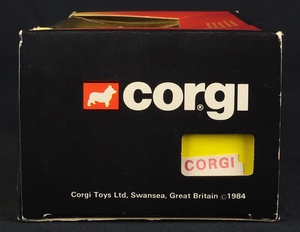 corgi®
CORGI
Corgi Toys Ltd, Swansea, Great Britain ©1984